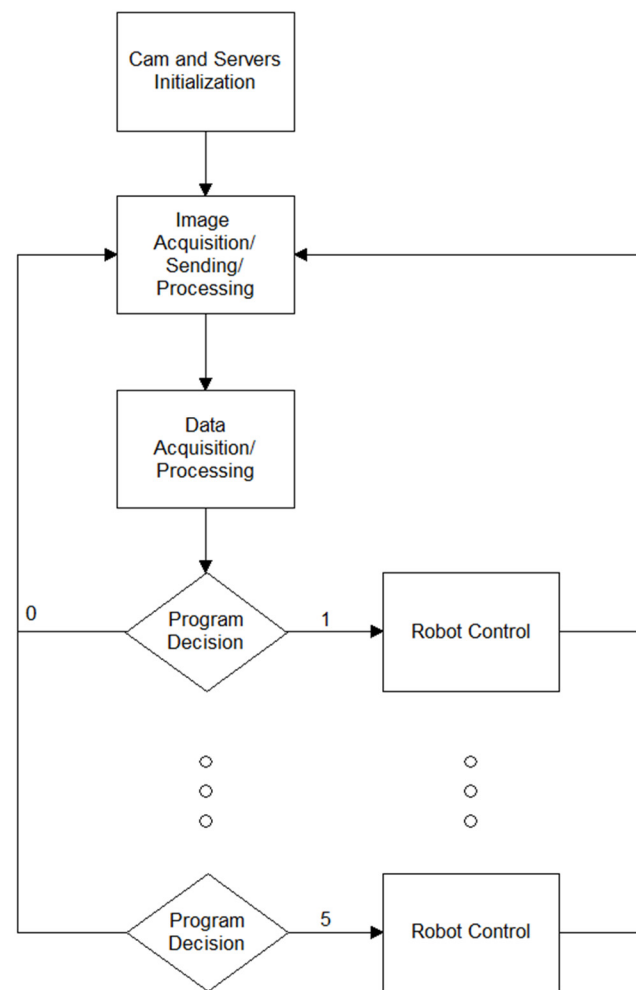 Cam and Servers
Initialization
Image
Acquisition/
Sending/
Processing
Data
Acquisition/
Processing
0
Program
Decision
1
Robot Control
Program
Decision
5
Robot Control